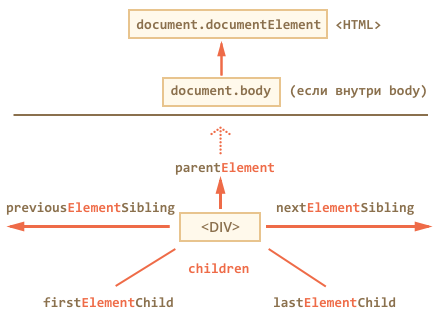 document.documentElement <HTML>
document.body (если внутри body)
parentElement
previousElementSibling nextElementSibling
<DIV>
children
firstElementChild lastElementChild